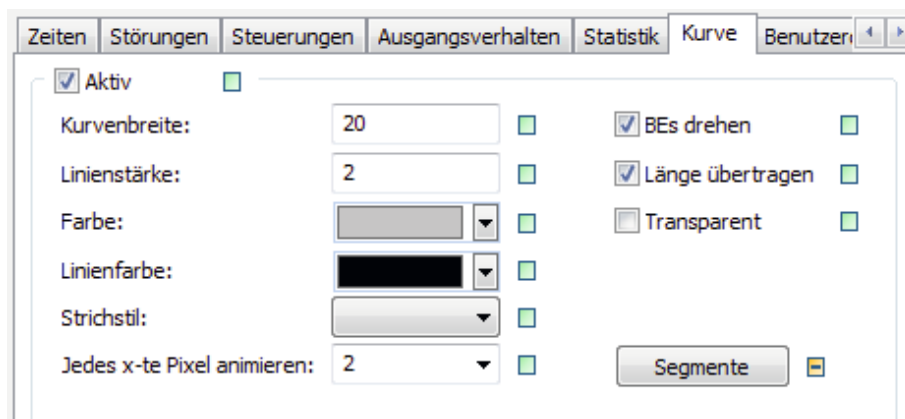 Zeiten Störungen Steuerungen Ausgangsverhalten Statistik Kurve
Aktiv
Kurvenbreite: 20 BEs drehen
Linienstärke: 2 Länge übertragen
Farbe: Transparent
Linienfarbe:
Strichstil:
Jedes x-te Pixel animieren: 2 Segmente